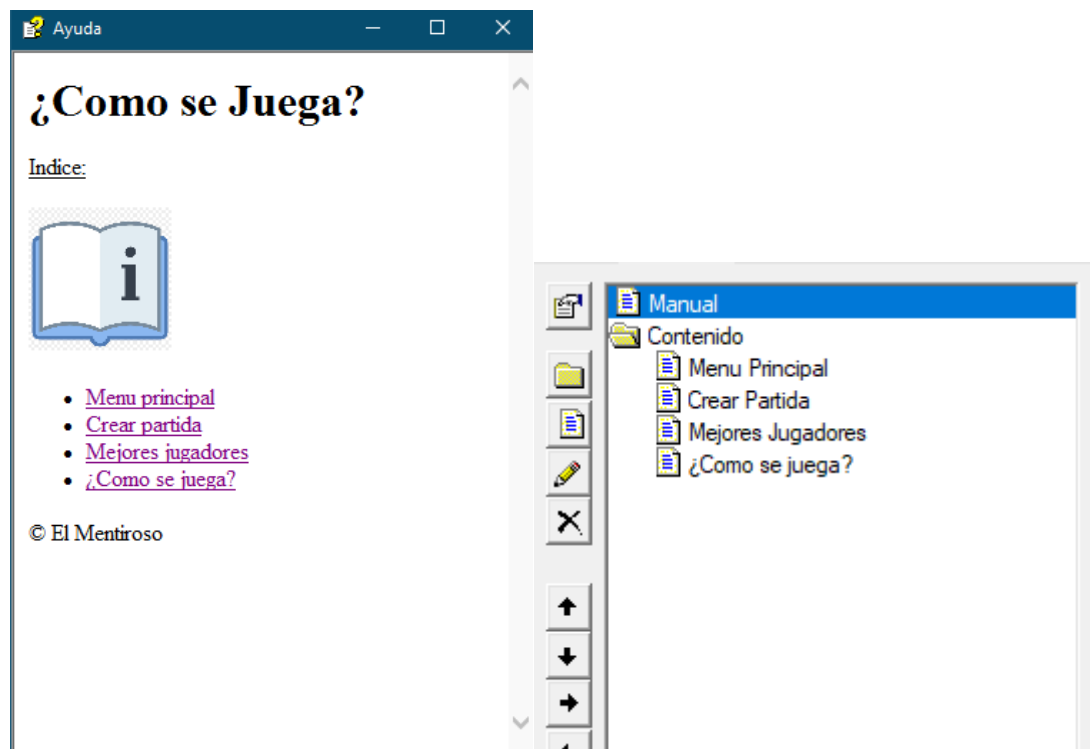 Ayuda
¿Como se Juega?
Indice:
i
Menu principal
Crear partida
Mejores jugadores
¿Como se juega?
© El Mentiroso
Manual
Contenido
Menu Principal
Crear Partida
Mejores Jugadores
¿Como se juega?